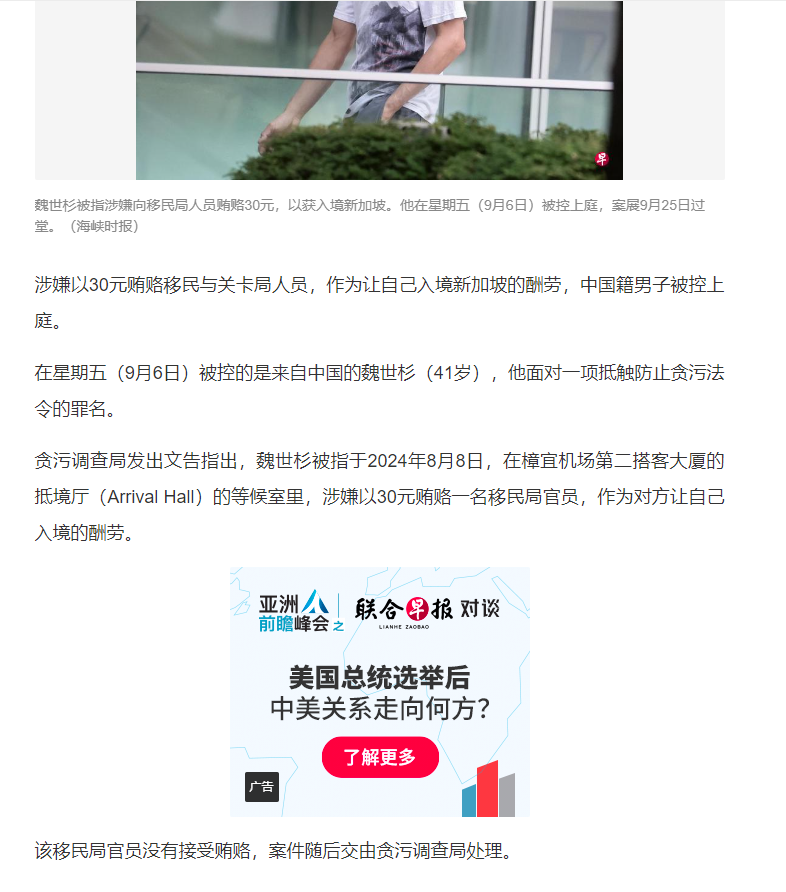 早
魏世杉被指涉嫌向移民局人员贿赂30元，以获入境新加坡。他在星期五（9月6日）被控上庭，案展9月25日过
堂。（海峡时报）
涉嫌以30元贿赂移民与关卡局人员，作为让自己入境新加坡的酬劳，中国籍男子被控上
庭。
在星期五（9月6日）被控的是来自中国的魏世杉（41岁），他面对一项抵触防止贪污法
令的罪名。
贪污调查局发出文告指出，魏世杉被指于2024年8月8日，在樟宜机场第二搭客大厦的
抵境厅（Arrival Hall）的等候室里，涉嫌以30元贿赂一名移民局官员，作为对方让自己
入境的酬劳。
亚洲
前瞻峰会之
联合早报 对谈
LIANHE ZAOBAO
美国总统选举后
中美关系走向何方？
了解更多
广告
该移民局官员没有接受贿赂，案件随后交由贪污调查局处理。